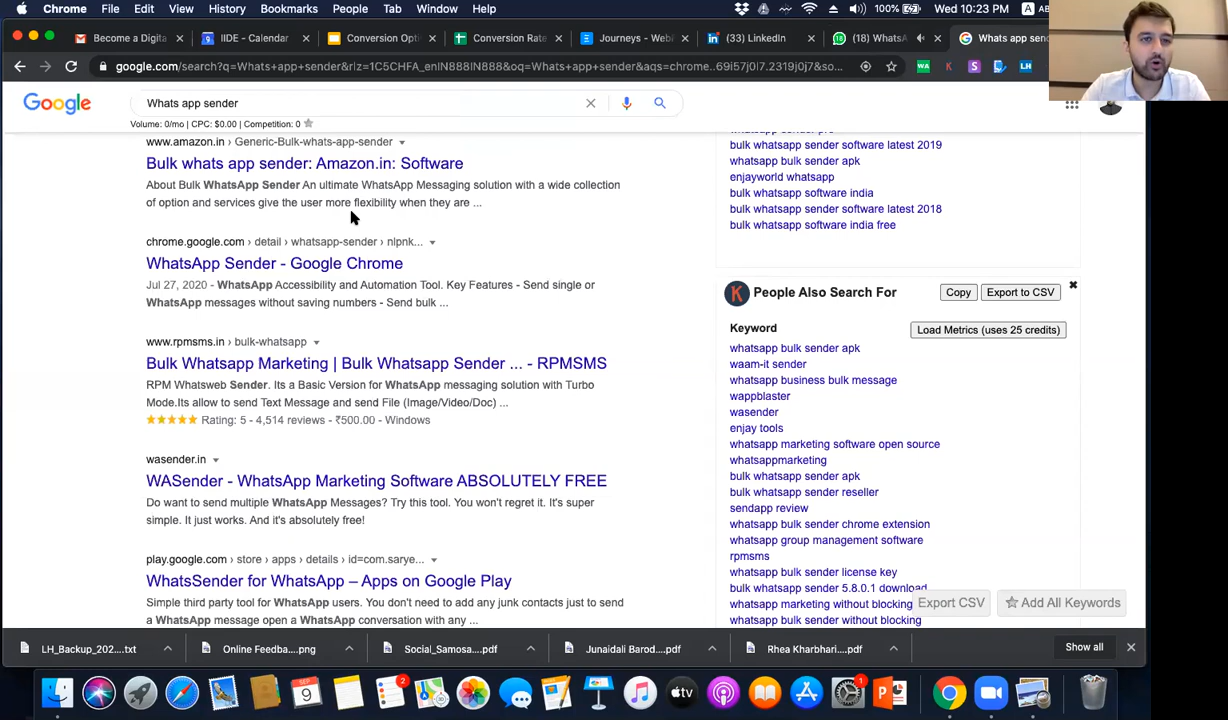 Chrome File Edit View History Bookmarks People Tab Window Help 100% Wed 10:23 PM A
Become a Digita IIDE - Calendar Conversion Opti Conversion Rate Journeys - WebE (33) LinkedIn (18) WhatsA Whats app send
google.com/search?q=Whats+app+sender&rlz=1C5CHFA_enIN888IN888&oq=Whats+app+sender&aqs=chrome..69i57j0l7.2319j0j7&so...
Google
Whats app sender
Volume: 0/mo | CPC: $0.00 | Competition: 0
www.amazon.in › Generic-Bulk-whats-app-sender
Bulk whats app sender: Amazon.in: Software
About Bulk WhatsApp Sender An ultimate WhatsApp Messaging solution with a wide collection
of option and services give the user more flexibility when they are ...
chrome.google.com › detail › whatsapp-sender › nlpnk...
WhatsApp Sender - Google Chrome
Jul 27, 2020 - WhatsApp Accessibility and Automation Tool. Key Features - Send single or
WhatsApp messages without saving numbers - Send bulk ...
www.rpmsms.in › bulk-whatsapp
Bulk Whatsapp Marketing | Bulk Whatsapp Sender ... - RPMSMS
RPM Whatsweb Sender. Its a Basic Version for WhatsApp messaging solution with Turbo
Mode.Its allow to send Text Message and send File (Image/Video/Doc) ...
Rating: 5 - 4,514 reviews - ₹500.00 - Windows
wasender.in
WASender - WhatsApp Marketing Software ABSOLUTELY FREE
Do want to send multiple WhatsApp Messages? Try this tool. You won't regret it. It's super
simple. It just works. And it's absolutely free!
play.google.com › store › apps › details › id=com.sarye...
WhatsSender for WhatsApp – Apps on Google Play
Simple third party tool for WhatsApp users. You don't need to add any junk contacts just to send
a WhatsApp message open a WhatsApp conversation with any ...
whatsapp sender pro
bulk whatsapp sender software latest 2019
whatsapp bulk sender apk
enjayworld whatsapp
bulk whatsapp software india
bulk whatsapp sender software latest 2018
bulk whatsapp software india free
People Also Search For Copy Export to CSV
Keyword
Load Metrics (uses 25 credits)
whatsapp bulk sender apk
waam-it sender
whatsapp business bulk message
wappblaster
wasender
enjay tools
whatsapp marketing software open source
whatsappmarketing
bulk whatsapp sender apk
bulk whatsapp sender reseller
sendapp review
whatsapp bulk sender chrome extension
whatsapp group management software
rpmsms
whatsapp bulk sender license key
bulk whatsapp sender 5.8.0.1 download
whatsapp marketing without blocking
whatsapp bulk sender without blocking
Export CSV Add All Keywords
LH_Backup_202....txt Online Feedba....png Social_Samosa....pdf Junaidali Barod....pdf Rhea Kharbhari....pdf Show all
SEP
9
2
tv
1